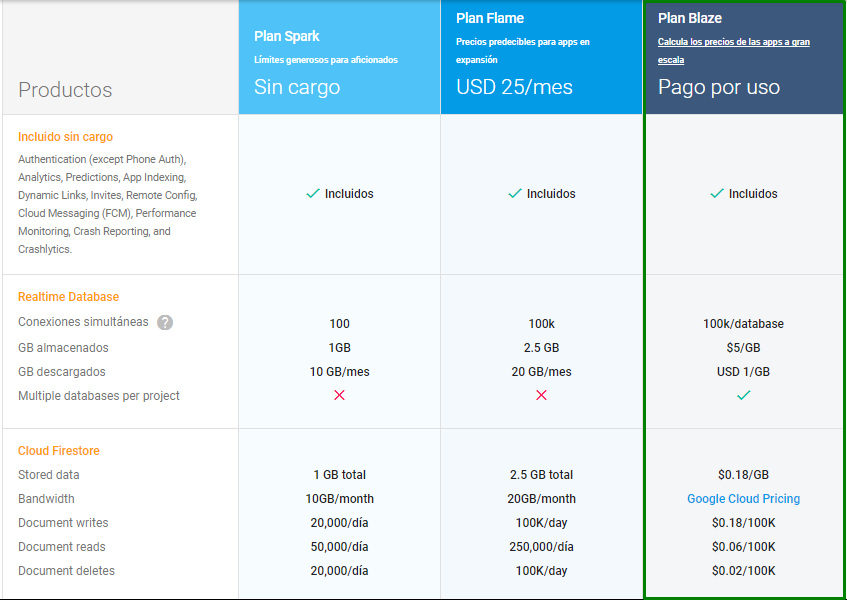 Productos
Plan Spark
Límites generosos para aficionados
Sin cargo
Plan Flame
Precios predecibles para apps en
expansión
USD 25/mes
Plan Blaze
Calcula los precios de las apps a gran
escala
Pago por uso
Incluido sin cargo
Authentication (except Phone Auth),
Analytics, Predictions, App Indexing,
Dynamic Links, Invites, Remote Config,
Cloud Messaging (FCM), Performance
Monitoring, Crash Reporting, and
Crashlytics.
Incluidos Incluidos Incluidos
Realtime Database
Conexiones simultáneas ? 100 100k 100k/database
GB almacenados 1GB 2.5 GB $5/GB
GB descargados 10 GB/mes 20 GB/mes USD 1/GB
Multiple databases per project
Cloud Firestore
Stored data 1 GB total 2.5 GB total $0.18/GB
Bandwidth 10GB/month 20GB/month Google Cloud Pricing
Document writes 20,000/día 100K/day $0.18/100K
Document reads 50,000/día 250,000/día $0.06/100K
Document deletes 20,000/día 100K/day $0.02/100K